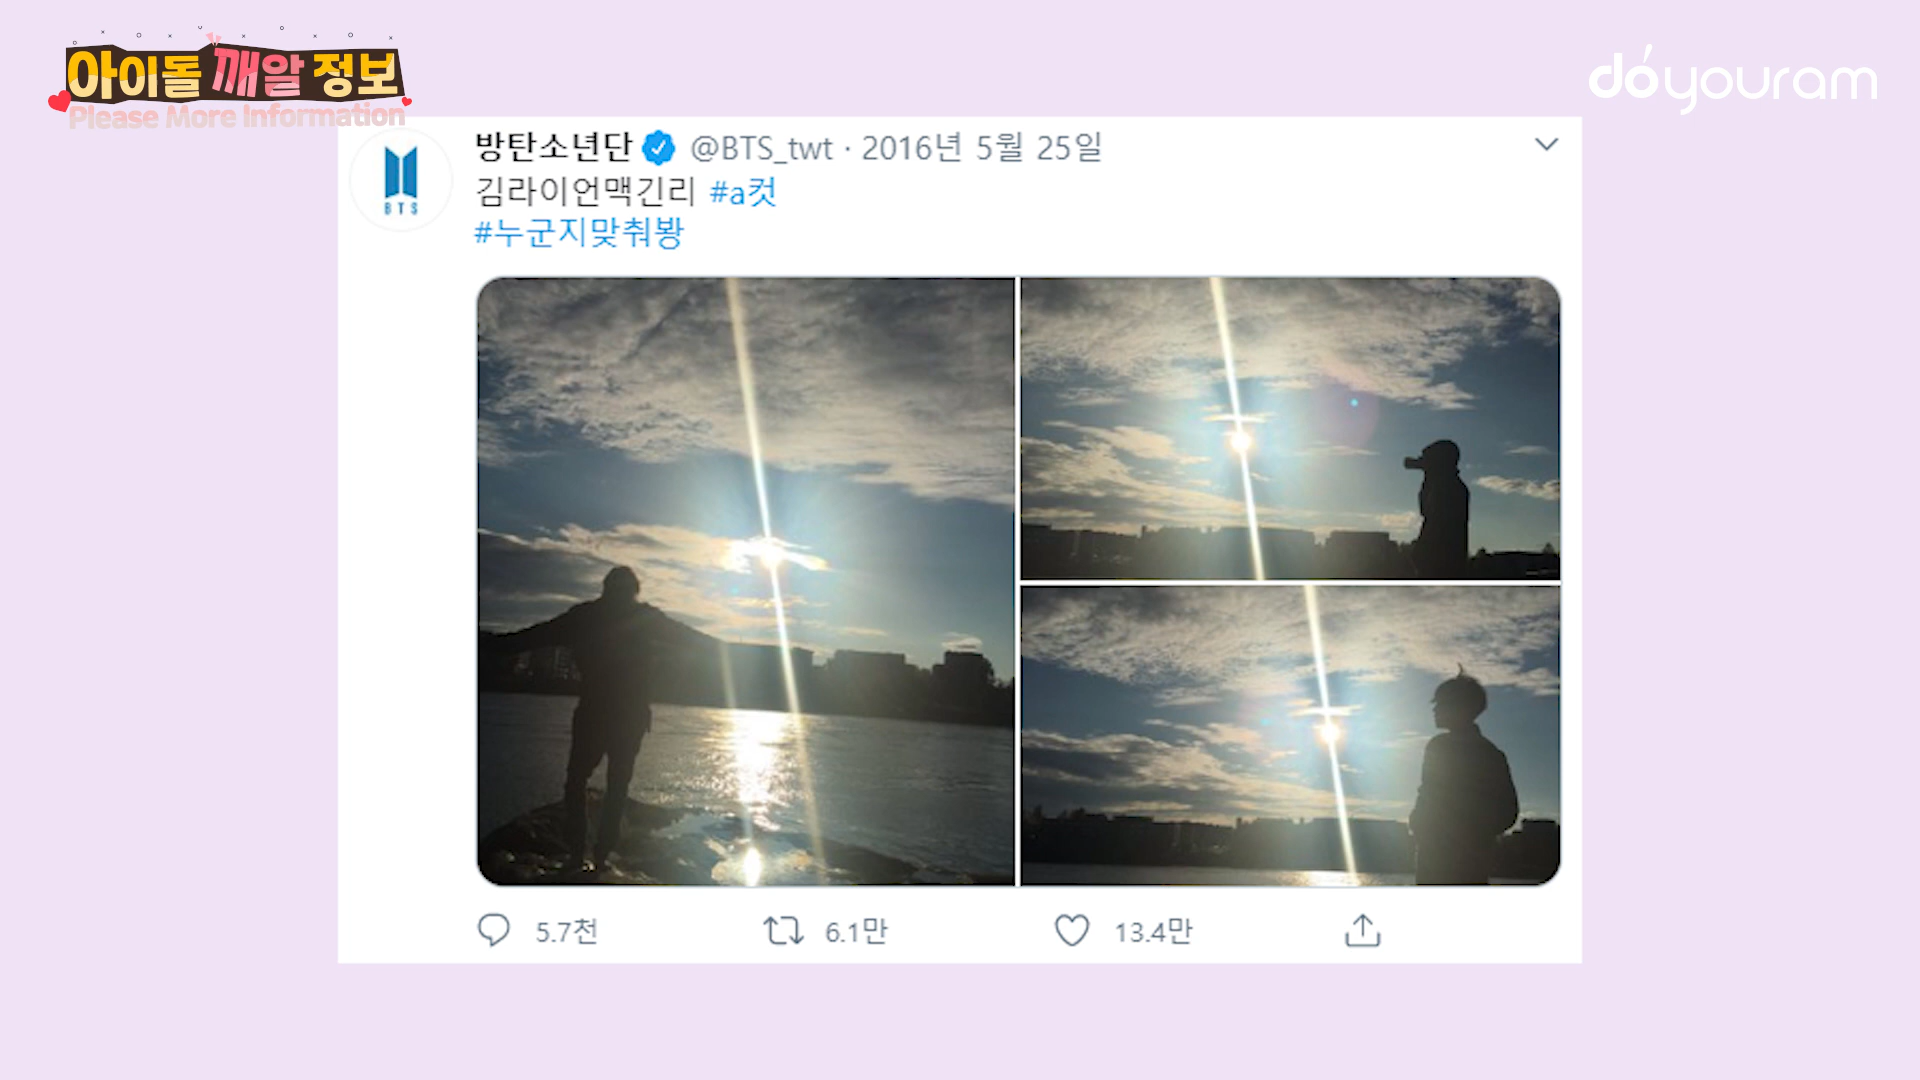 아이돌 깨알 정보
Please More Information
dóyouram
방탄소년단 @BTS_twt · 2016년 5월 25일
BTS
김라이언맥긴리 #a컷
#누군지맞춰봥
5.7천 6.1만 13.4만